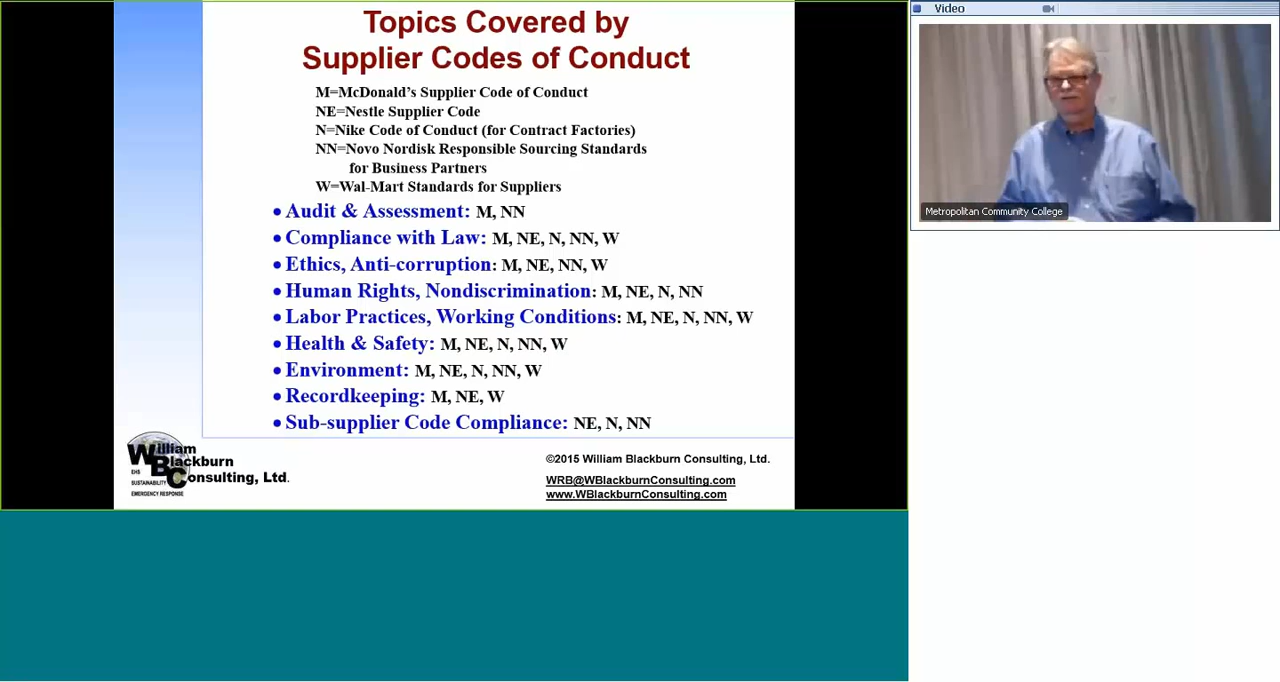 Topics Covered by
Supplier Codes of Conduct
M=McDonald's Supplier Code of Conduct
NE=Nestle Supplier Code
N=Nike Code of Conduct (for Contract Factories)
NN=Novo Nordisk Responsible Sourcing Standards
for Business Partners
W=Wal-Mart Standards for Suppliers
• Audit & Assessment: M, NN
• Compliance with Law: M, NE, N, NN, W
• Ethics, Anti-corruption: M, NE, NN, W
• Human Rights, Nondiscrimination: M, NE, N, NN
• Labor Practices, Working Conditions: M, NE, N, NN, W
• Health & Safety: M, NE, N, NN, W
• Environment: M, NE, N, NN, W
• Recordkeeping: M, NE, W
• Sub-supplier Code Compliance: NE, N, NN
William
Blackburn
Consulting, Ltd.
EHS
SUSTAINABILITY
EMERGENCY RESPONSE
©2015 William Blackburn Consulting, Ltd.
WRB@WBlackburnConsulting.com
www.WBlackburnConsulting.com
Video
Metropolitan Community College